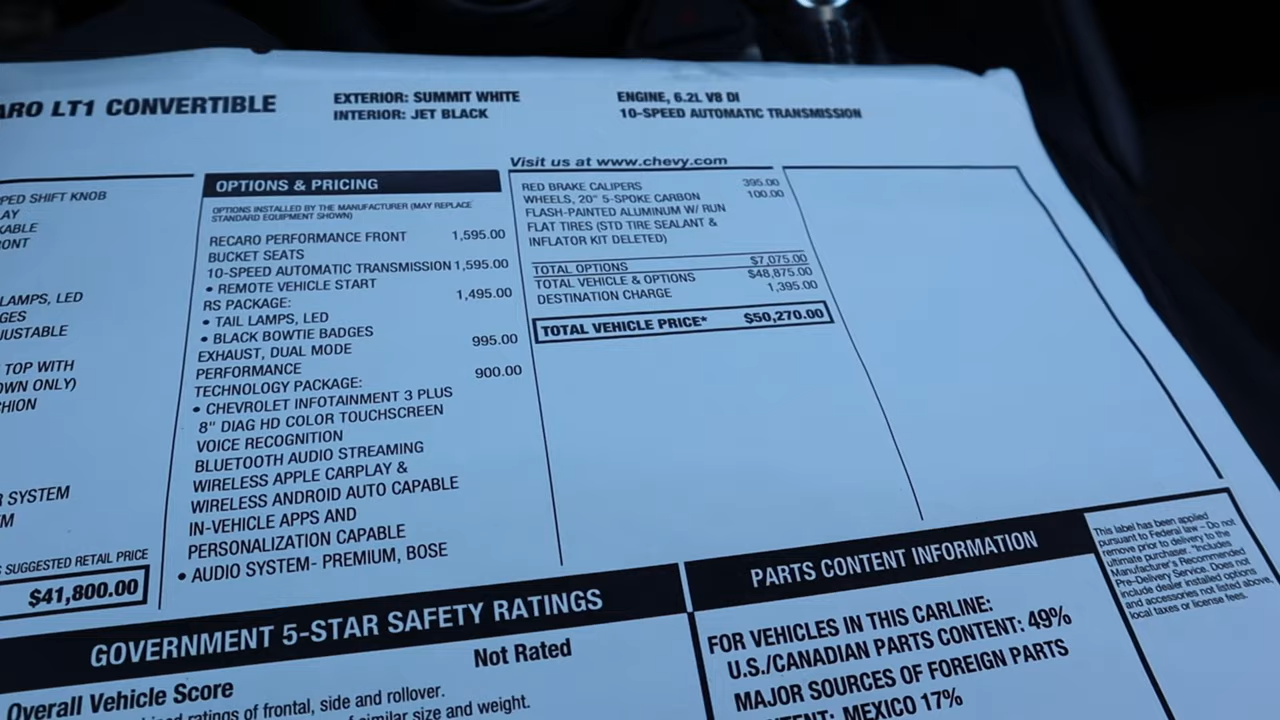 ARO LT1 CONVERTIBLE
EXTERIOR: SUMMIT WHITE
INTERIOR: JET BLACK
ENGINE, 6.2L V8 DI
10-SPEED AUTOMATIC TRANSMISSION
Visit us at www.chevy.com
PED SHIFT KNOB
LAY
KABLE
RONT
LAMPS, LED
GES
JUSTABLE
TOP WITH
OWN ONLY)
SHION
R SYSTEM
EM
SUGGESTED RETAIL PRICE
$41,800.00
OPTIONS & PRICING
OPTIONS INSTALLED BY THE MANUFACTURER (MAY REPLACE
STANDARD EQUIPMENT SHOWN)
RECARO PERFORMANCE FRONT 1,595.00
BUCKET SEATS
10-SPEED AUTOMATIC TRANSMISSION 1,595.00
• REMOTE VEHICLE START
RS PACKAGE: 1,495.00
• TAIL LAMPS, LED
• BLACK BOWTIE BADGES
EXHAUST, DUAL MODE 995.00
PERFORMANCE
TECHNOLOGY PACKAGE: 900.00
• CHEVROLET INFOTAINMENT 3 PLUS
8" DIAG HD COLOR TOUCHSCREEN
VOICE RECOGNITION
BLUETOOTH AUDIO STREAMING
WIRELESS APPLE CARPLAY &
WIRELESS ANDROID AUTO CAPABLE
IN-VEHICLE APPS AND
PERSONALIZATION CAPABLE
• AUDIO SYSTEM- PREMIUM, BOSE
RED BRAKE CALIPERS 395.00
WHEELS, 20" 5-SPOKE CARBON 100.00
FLASH-PAINTED ALUMINUM W/ RUN
FLAT TIRES (STD TIRE SEALANT &
INFLATOR KIT DELETED)
TOTAL OPTIONS $7,075.00
TOTAL VEHICLE & OPTIONS $48,875.00
DESTINATION CHARGE 1,395.00
TOTAL VEHICLE PRICE* $50,270.00
GOVERNMENT 5-STAR SAFETY RATINGS
Overall Vehicle Score Not Rated
ratings of frontal, side and rollover.
of similar size and weight.
PARTS CONTENT INFORMATION
FOR VEHICLES IN THIS CARLINE:
U.S./CANADIAN PARTS CONTENT: 49%
MAJOR SOURCES OF FOREIGN PARTS
TENT: MEXICO 17%
This label has been applied
pursuant to Federal law – Do not
remove prior to delivery to the
ultimate purchaser. *Includes
Manufacturer's Recommended
Pre-Delivery Service. Does not
include dealer installed options
and accessories not listed above,
local taxes or license fees.